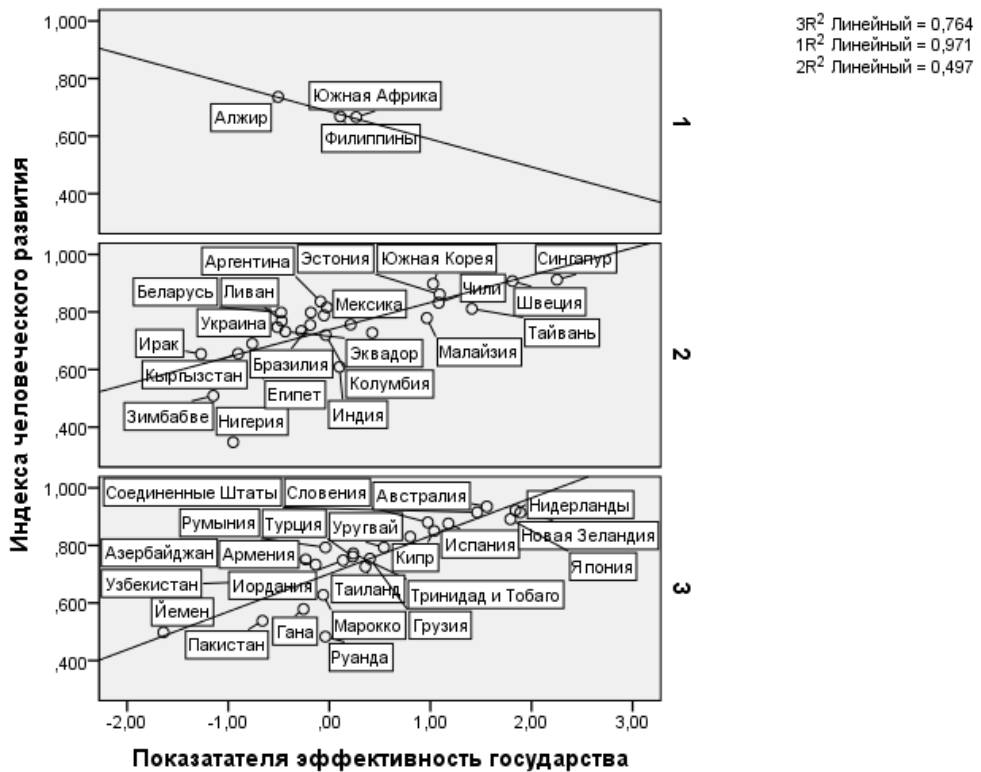 3R² Линейный = 0,764
1R² Линейный = 0,971
2R² Линейный = 0,497
Индекса человеческого развития
1,000
,800
,600
,400
Южная Африка
Алжир
Филиппины
1
1,000
,800
,600
,400
Аргентина
Эстония
Южная Корея
Сингапур
Беларусь
Ливан
Мексика
Чили
Швеция
Украина
Тайвань
Ирак
Бразилия
Эквадор
Малайзия
Кыргызстан
Колумбия
Египет
Зимбабве
Нигерия
Индия
2
1,000
,800
,600
,400
Соединенные Штаты
Словения
Австралия
Нидерланды
Румыния
Турция
Уругвай
Новая Зеландия
Азербайджан
Армения
Кипр
Испания
Япония
Узбекистан
Иордания
Таиланд
Тринидад и Тобаго
Йемен
Пакистан
Гана
Марокко
Грузия
Руанда
3
-2,00
-1,00
,00
1,00
2,00
3,00
Показатателя эффективность государства